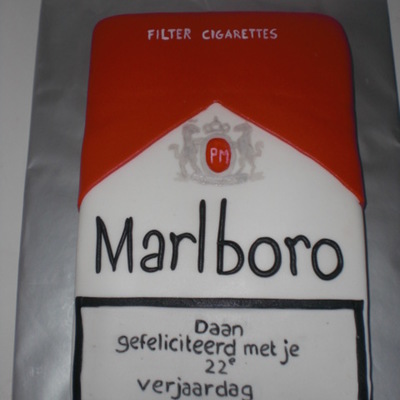 FILTER CIGARETTES
PM
Marlboro
Daan
gefeliciteerd met je
22e
verjaardag